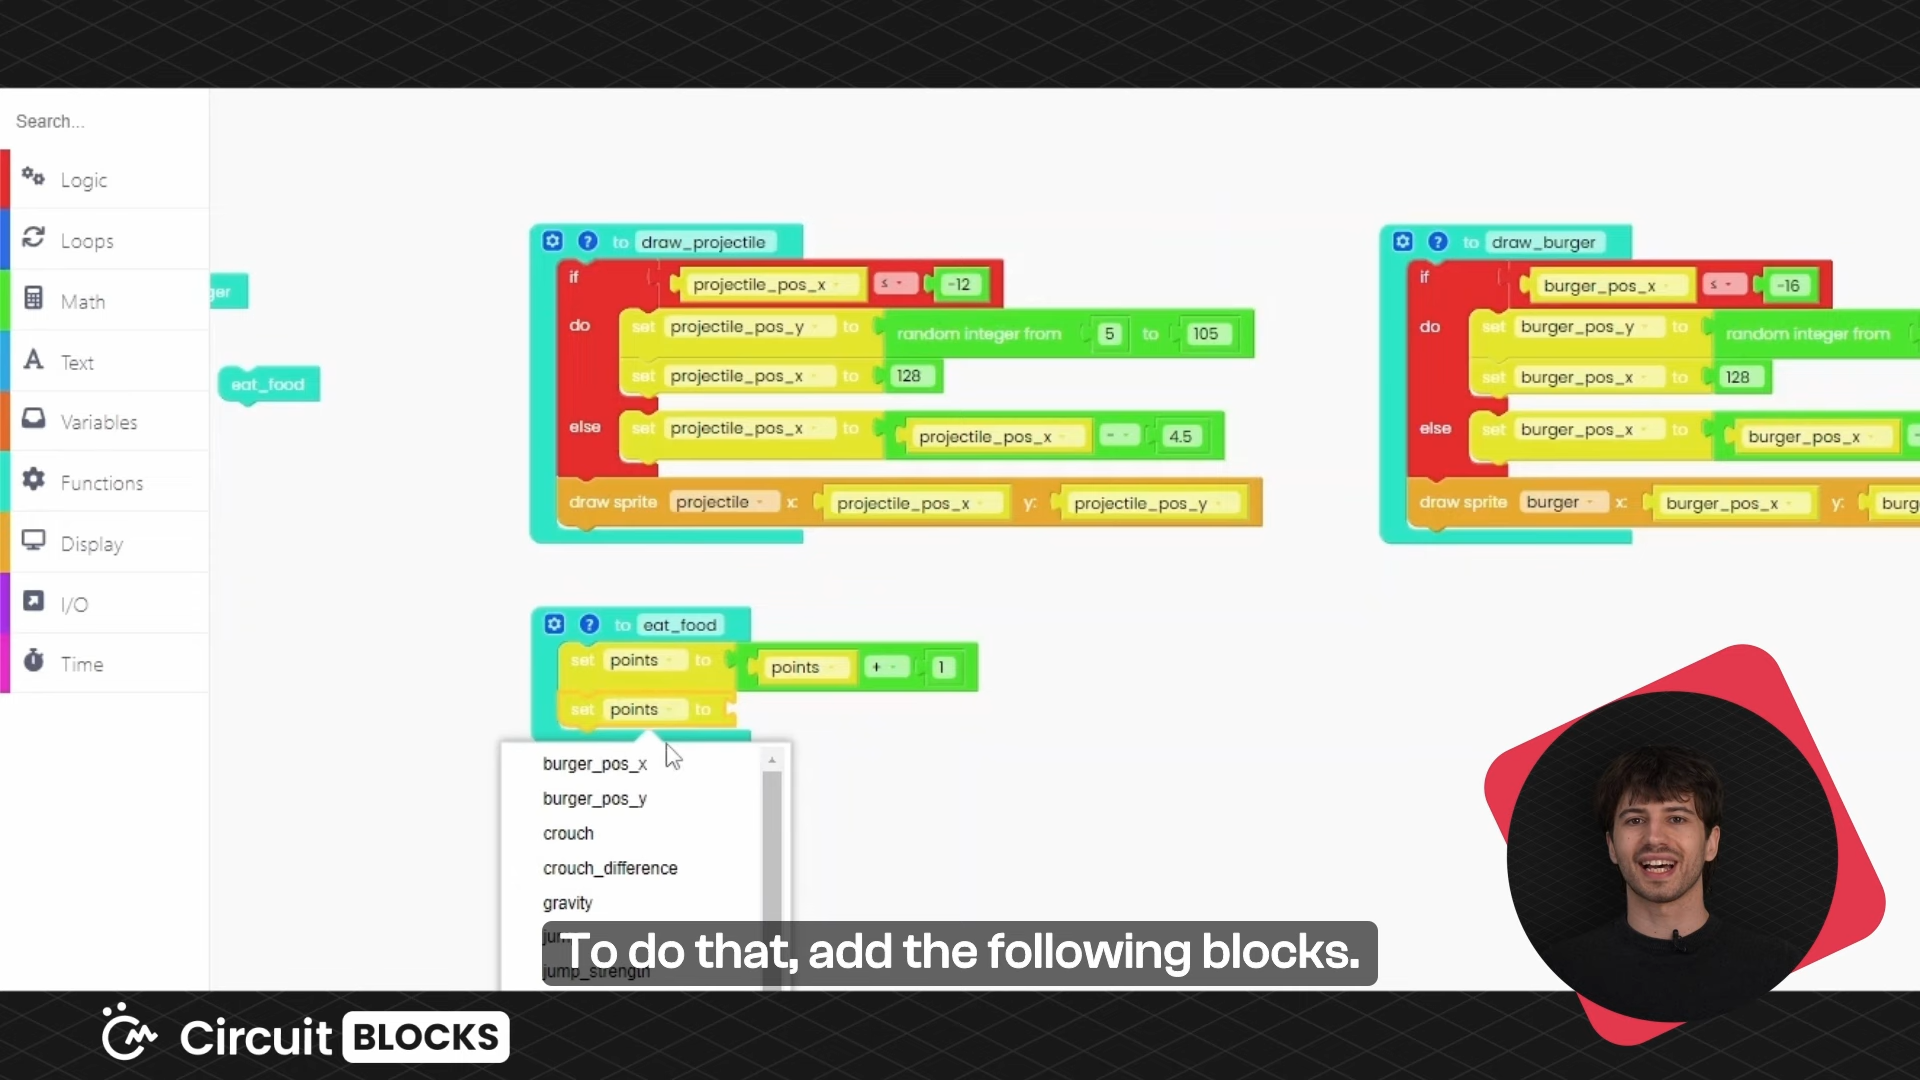 Search...
Logic
Loops
Math
Text
Variables
Functions
Display
I/O
Time
ger
eat_food
to draw_projectile
if projectile_pos_x ≤ -12
do set projectile_pos_y to random integer from 5 to 105
set projectile_pos_x to 128
else set projectile_pos_x to projectile_pos_x - 4.5
draw sprite projectile x: projectile_pos_x y: projectile_pos_y
to draw_burger
if burger_pos_x ≤ -16
do set burger_pos_y to random integer from
set burger_pos_x to 128
else set burger_pos_x to burger_pos_x -
draw sprite burger x: burger_pos_x y: burg
to eat_food
set points to points + 1
set points to
burger_pos_x
burger_pos_y
crouch
crouch_difference
gravity
jump_strength
To do that, add the following blocks.
Circuit BLOCKS